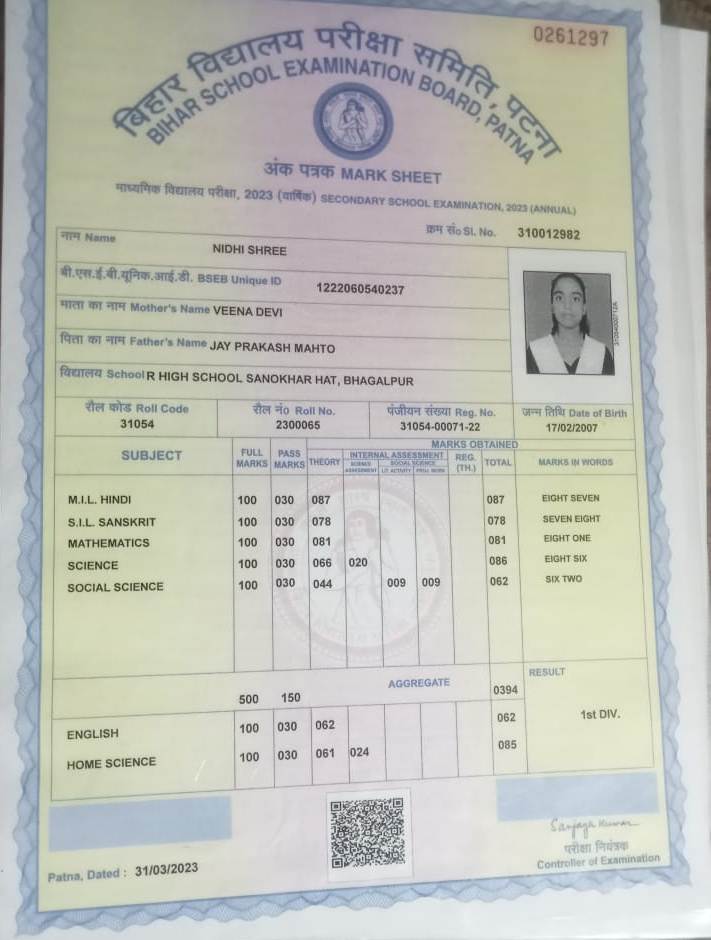 0261297
बिहार विद्यालय परीक्षा समिति, पटना
BIHAR SCHOOL EXAMINATION BOARD, PATNA
अंक पत्रक MARK SHEET
माध्यमिक विद्यालय परीक्षा, 2023 (वार्षिक) SECONDARY SCHOOL EXAMINATION, 2023 (ANNUAL)
क्रम सं० Sl. No. 310012982
नाम Name NIDHI SHREE
बी.एस.ई.बी.यूनिक.आई.डी. BSEB Unique ID 1222060540237
माता का नाम Mother's Name VEENA DEVI
पिता का नाम Father's Name JAY PRAKASH MAHTO
विद्यालय School R HIGH SCHOOL SANOKHAR HAT, BHAGALPUR
रौल कोड Roll Code रौल नं० Roll No. पंजीयन संख्या Reg. No. जन्म तिथि Date of Birth
31054 2300065 31054-00071-22 17/02/2007
SUBJECT FULL MARKS PASS MARKS MARKS OBTAINED
THEORY INTERNAL ASSESSMENT REG. (TH.) TOTAL MARKS IN WORDS
SCIENCE ASSESSMENT SOCIAL SCIENCE LIT. ACTIVITY PROJ. WORK
M.I.L. HINDI 100 030 087 087 EIGHT SEVEN
S.I.L. SANSKRIT 100 030 078 078 SEVEN EIGHT
MATHEMATICS 100 030 081 081 EIGHT ONE
SCIENCE 100 030 066 020 086 EIGHT SIX
SOCIAL SCIENCE 100 030 044 009 009 062 SIX TWO
500 150 AGGREGATE 0394 RESULT
1st DIV.
ENGLISH 100 030 062 062
HOME SCIENCE 100 030 061 024 085
Patna, Dated : 31/03/2023
Sanjay Kumar
परीक्षा नियंत्रक
Controller of Examination